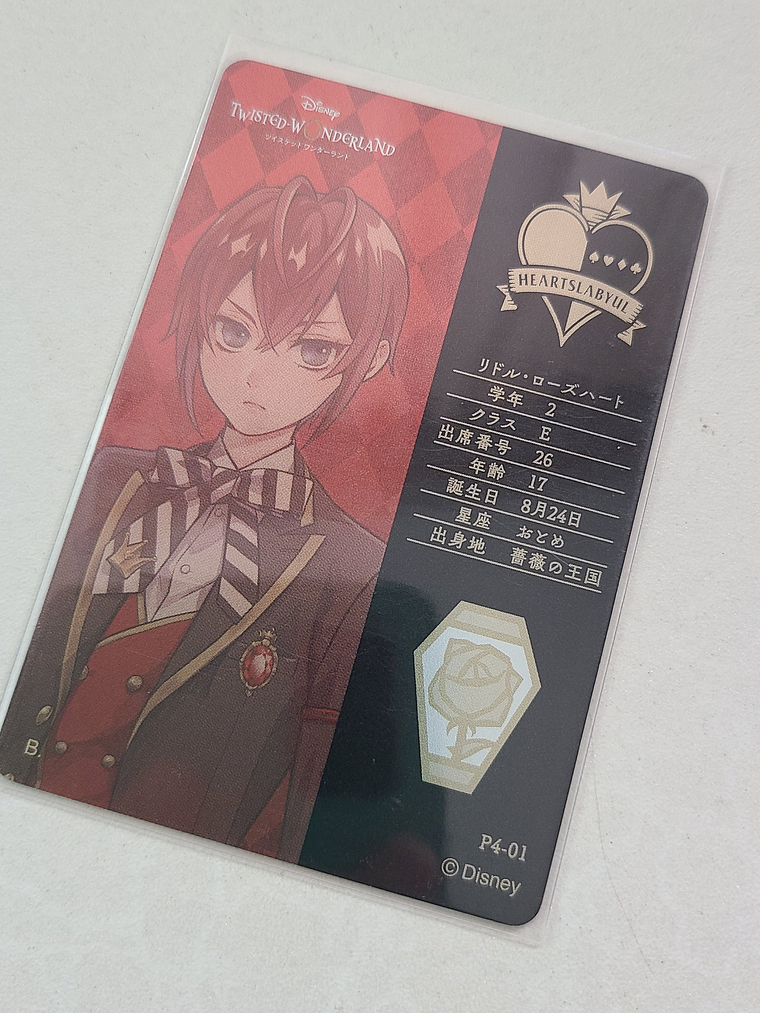 Disney
TWISTED-WONDERLAND
ツイステッドワンダーランド
HEARTSLABYUL
リドル・ローズハート
学年 2
クラス E
出席番号 26
年齢 17
誕生日 8月24日
星座 おとめ
出身地 薔薇の王国
B.
P4-01
© Disney